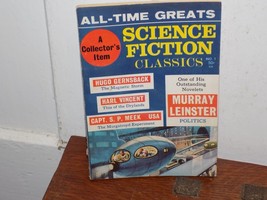 ALL-TIME GREATS
A
Collector's
Item
SCIENCE
FICTION
CLASSICS
HUGO GERNSBACK
The Magnetic Storm
HARL VINCENT
CAPT. S. P. MEEK USA
One of His
Outstanding
Novelets
MURRAY
LEINSTER
POLITICS